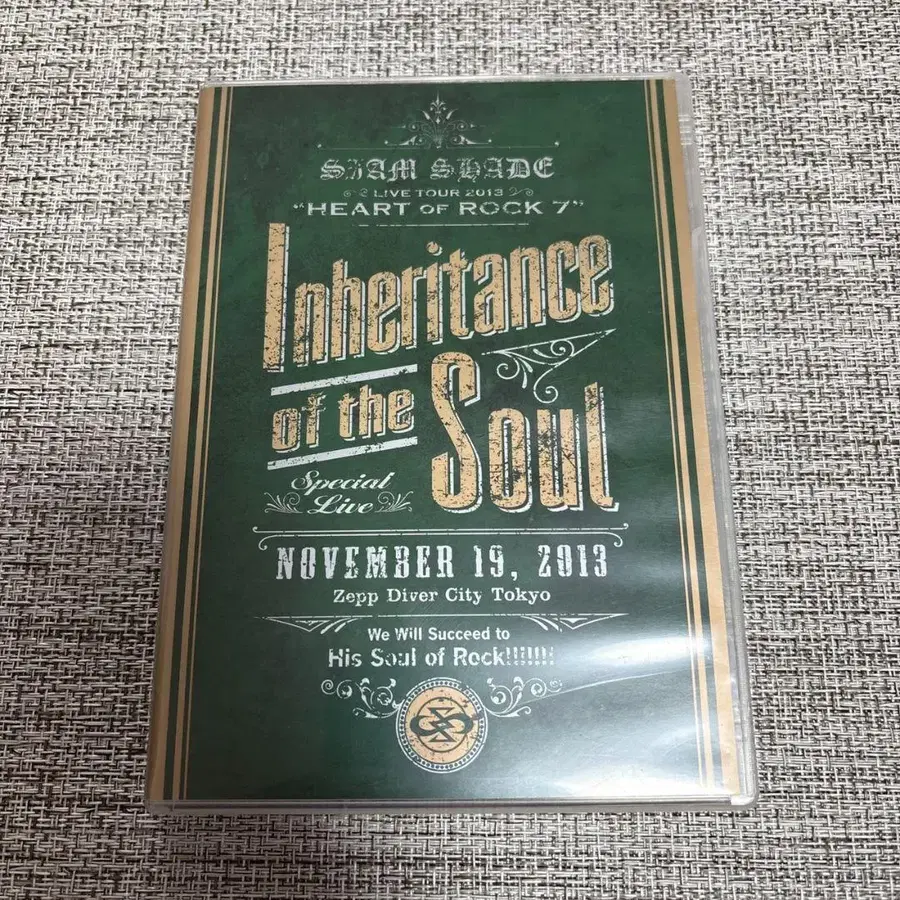 SIAM SHADE
LIVE TOUR 2013
"HEART OF ROCK 7"
Inheritance
of the Soul
Special
Live
NOVEMBER 19, 2013
Zepp Diver City Tokyo
We Will Succeed to
His Soul of Rock!!!!!!!